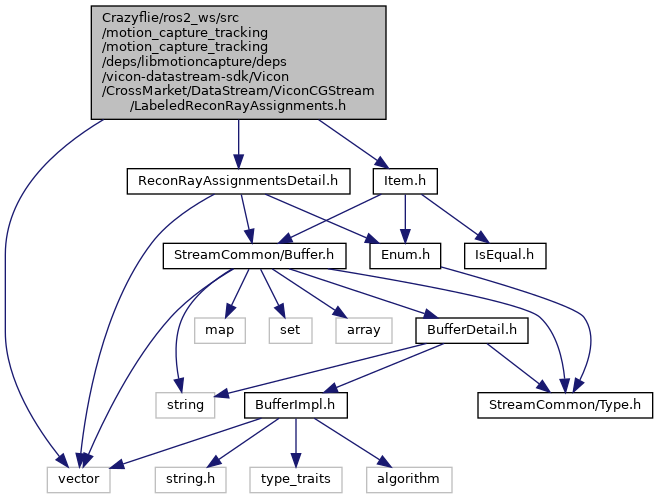 Crazyflie/ros2_ws/src
/motion_capture_tracking
/motion_capture_tracking
/deps/libmotioncapture/deps
/vicon-datastream-sdk/Vicon
/CrossMarket/DataStream/ViconCGStream
/LabeledReconRayAssignments.h
ReconRayAssignmentsDetail.h
Item.h
StreamCommon/Buffer.h
Enum.h
IsEqual.h
map
set
array
BufferDetail.h
string
BufferImpl.h
StreamCommon/Type.h
vector
string.h
type_traits
algorithm